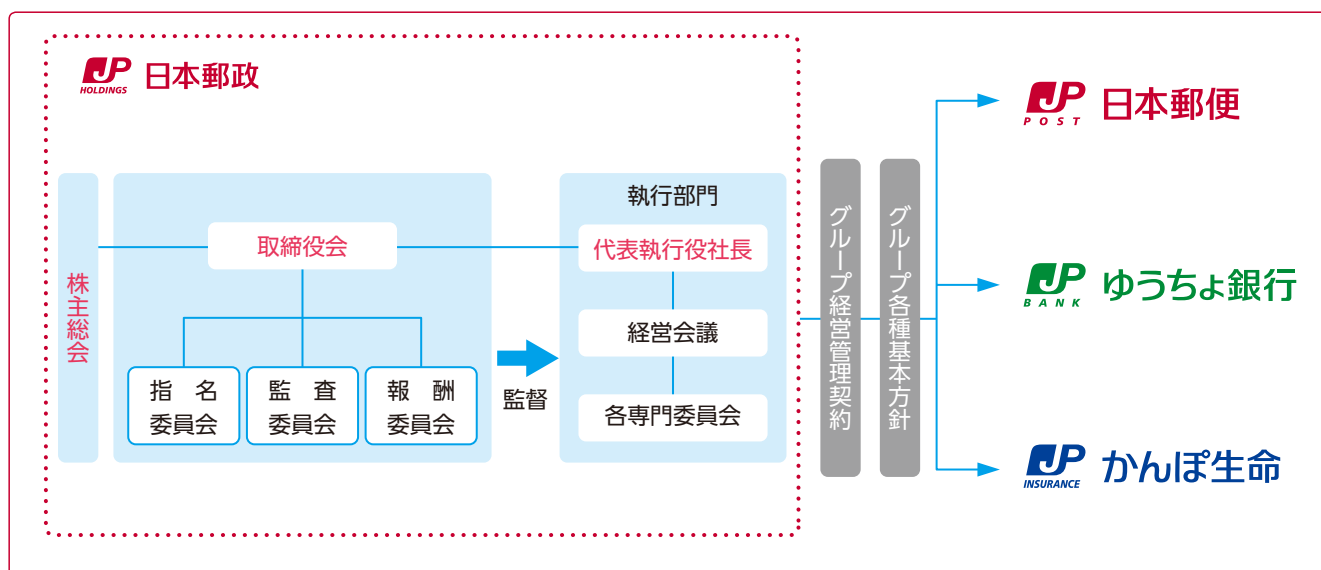 JP
HOLDINGS
日本郵政
株主総会
取締役会
指名
委員会
監査
委員会
報酬
委員会
監督
執行部門
代表執行役社長
経営会議
各専門委員会
グループ経営管理契約
グループ各種基本方針
JP
POST
日本郵便
JP
BANK
ゆうちょ銀行
JP
INSURANCE
かんぽ生命